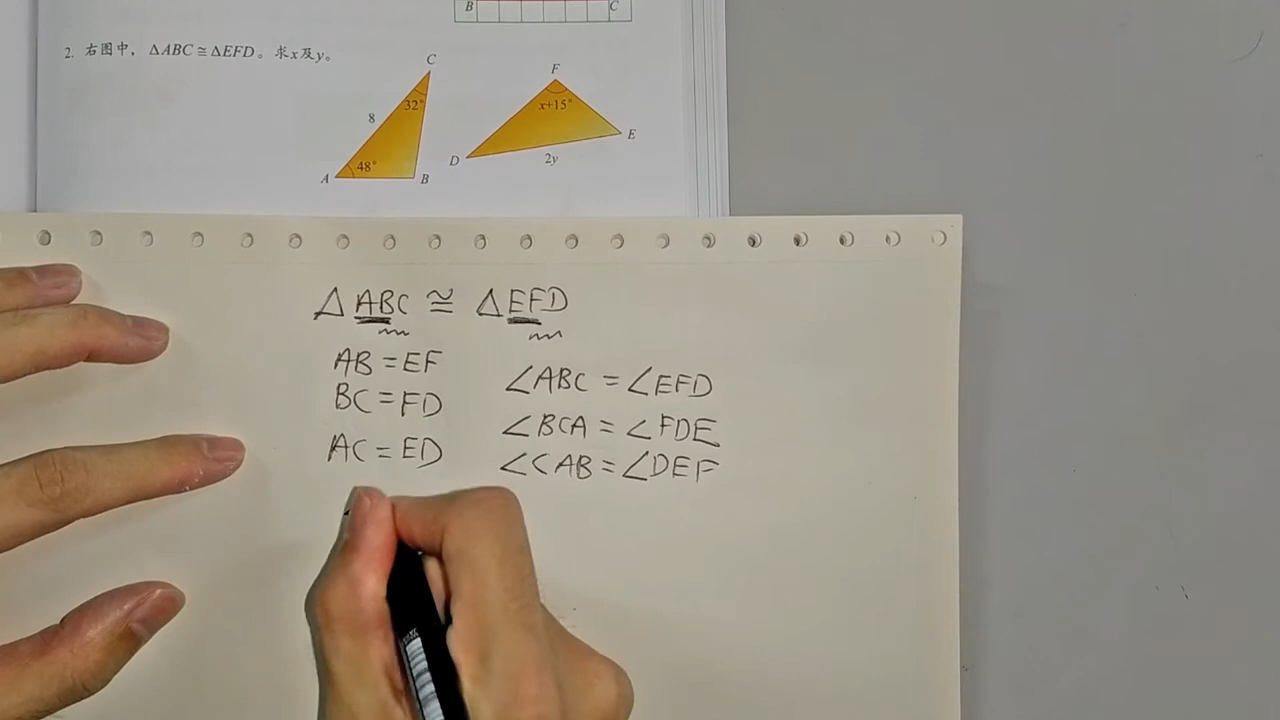 B C
2. 右图中，ΔABC ≅ ΔEFD。求x及y。
C
F
32°
x+15°
8
E
48°
D
2y
A
B
Δ ABC ≅ ΔEFD
AB = EF
∠ABC = ∠EFD
BC = FD
∠BCA = ∠FDE
AC = ED
∠CAB = ∠DEF